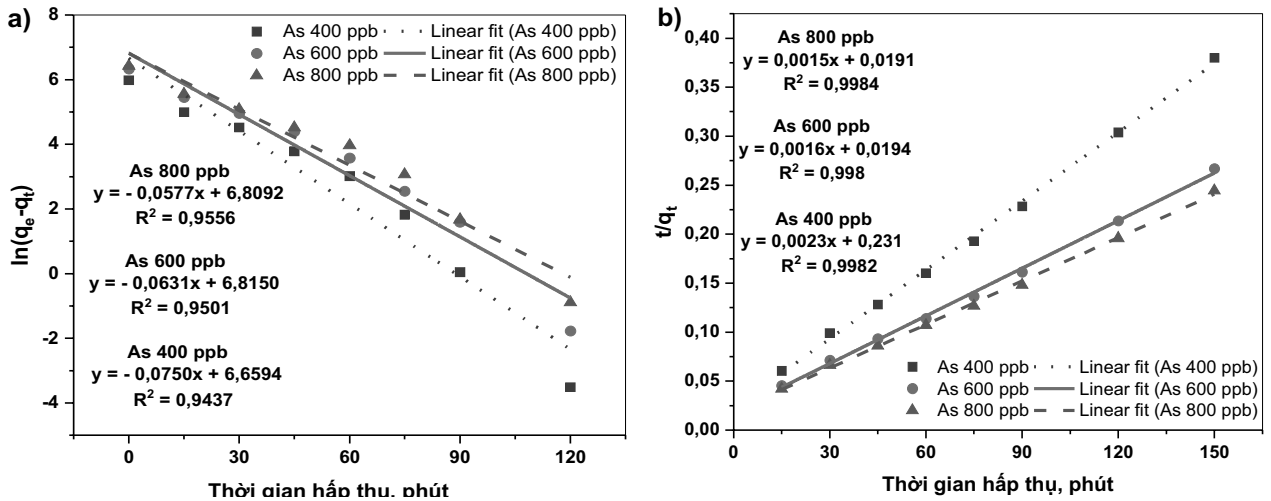 a)
ln(qe-qt)
8
6
4
2
0
-2
-4
As 400 ppb Linear fit (As 400 ppb)
As 600 ppb Linear fit (As 600 ppb)
As 800 ppb Linear fit (As 800 ppb)
As 800 ppb
y = - 0,0577x + 6,8092
R² = 0,9556
As 600 ppb
y = - 0,0631x + 6,8150
R² = 0,9501
As 400 ppb
y = - 0,0750x + 6,6594
R² = 0,9437
0 30 60 90 120
Thời gian hấp thụ, phút
b)
t/qt
0,40
0,35
0,30
0,25
0,20
0,15
0,10
0,05
0,00
As 800 ppb
y = 0,0015x + 0,0191
R² = 0,9984
As 600 ppb
y = 0,0016x + 0,0194
R² = 0,998
As 400 ppb
y = 0,0023x + 0,231
R² = 0,9982
As 400 ppb Linear fit (As 400 ppb)
As 600 ppb Linear fit (As 600 ppb)
As 800 ppb Linear fit (As 800 ppb)
0 30 60 90 120 150
Thời gian hấp thụ, phút